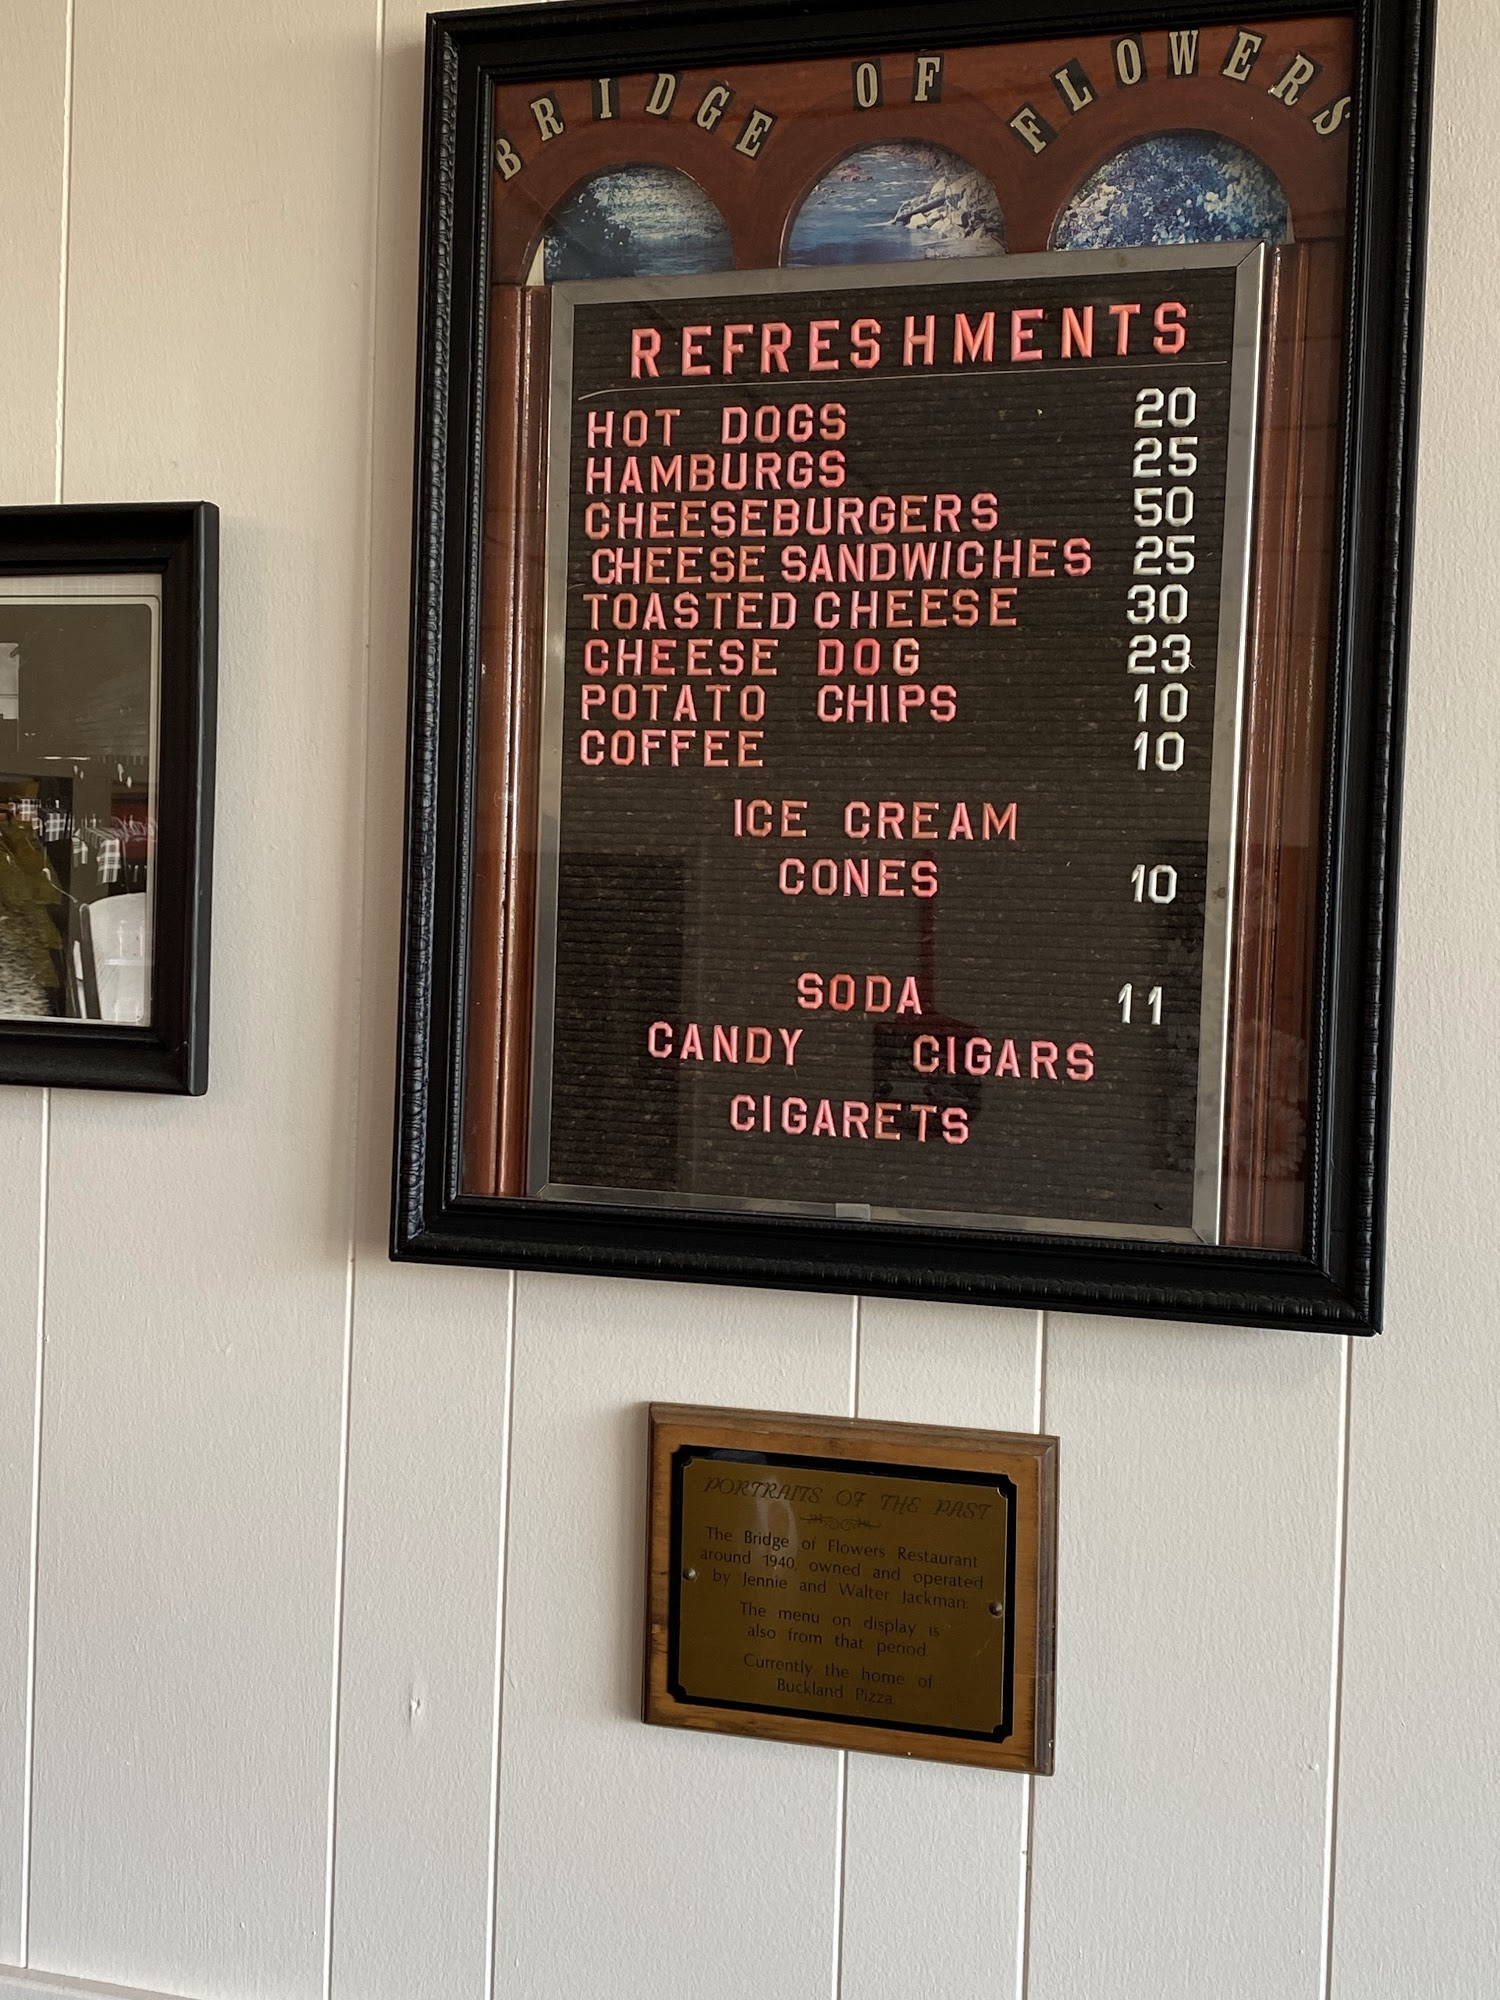 BRIDGE OF FLOWERS
REFRESHMENTS
HOT DOGS 20
HAMBURGS 25
CHEESEBURGERS 50
CHEESE SANDWICHES 25
TOASTED CHEESE 30
CHEESE DOG 23
POTATO CHIPS 10
COFFEE 10
ICE CREAM
CONES 10
SODA 11
CANDY CIGARS
CIGARETS
PORTRAITS OF THE PAST
The Bridge of Flowers Restaurant
around 1940, owned and operated
by Jennie and Walter Jackman.
The menu on display is
also from that period.
Currently the home of
Buckland Pizza.